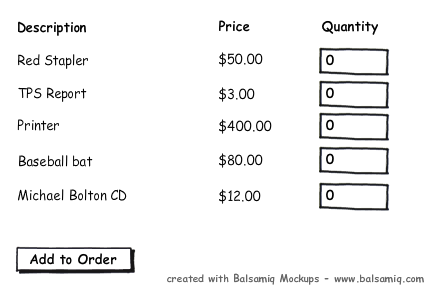 Description Price Quantity
Red Stapler $50.00 0
TPS Report $3.00 0
Printer $400.00 0
Baseball bat $80.00 0
Michael Bolton CD $12.00 0
Add to Order
created with Balsamiq Mockups - www.balsamiq.com